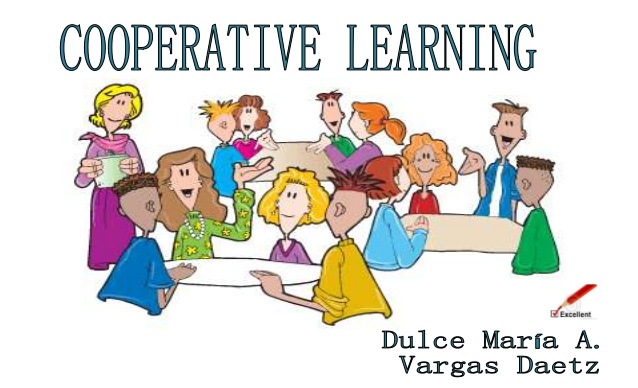 COOPERATIVE LEARNING
Excellent
Dulce María A.
Vargas Daetz